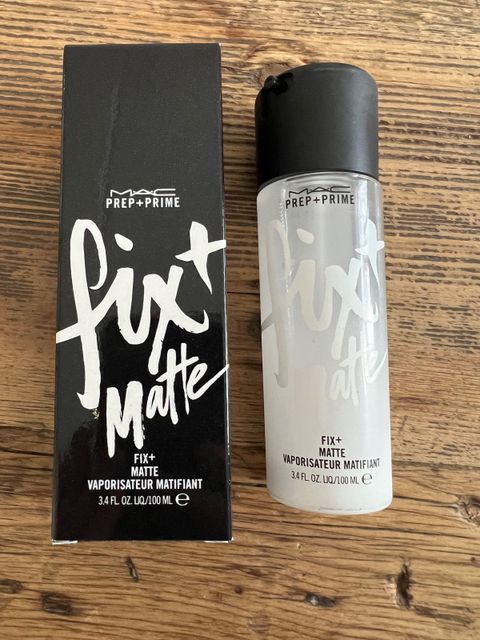 MAC
PREP+PRIME
fix+
Matte
FIX+
MATTE
VAPORISATEUR MATIFIANT
3.4 FL. OZ. LIQ/100 ML ℮
MAC
PREP+PRIME
fix+
Matte
FIX+
MATTE
VAPORISATEUR MATIFIANT
3.4 FL. OZ. LIQ/100 ML ℮